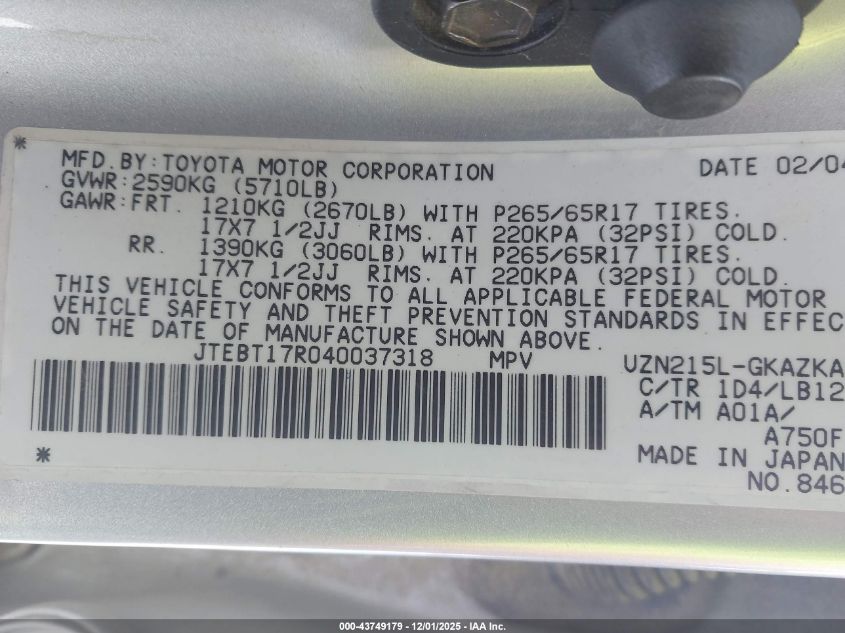 MFD. BY: TOYOTA MOTOR CORPORATION DATE 02/04
GVWR: 2590KG (5710LB)
GAWR: FRT. 1210KG (2670LB) WITH P265/65R17 TIRES.
17X7 1/2JJ RIMS. AT 220KPA (32PSI) COLD.
RR. 1390KG (3060LB) WITH P265/65R17 TIRES.
17X7 1/2JJ RIMS. AT 220KPA (32PSI) COLD.
THIS VEHICLE CONFORMS TO ALL APPLICABLE FEDERAL MOTOR
VEHICLE SAFETY AND THEFT PREVENTION STANDARDS IN EFFEC
ON THE DATE OF MANUFACTURE SHOWN ABOVE.
JTEBT17R040037318 MPV UZN215L-GKAZKA
C/TR 1D4/LB12
A/TM A01A/
A750F
MADE IN JAPAN
NO. 846
000-43749179 - 12/01/2025 - IAA Inc.